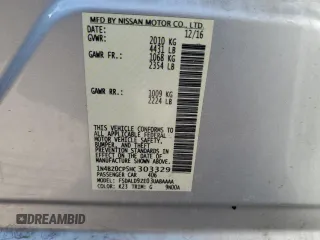 MFD BY NISSAN MOTOR CO., LTD.
DATE: 12/16
GVWR: 2010 KG
4431 LB
GAWR FR: 1068 KG
2354 LB
GAWR RR: 1009 KG
2224 LB
THIS VEHICLE CONFORMS TO ALL
APPLICABLE FEDERAL MOTOR VEHICLE
SAFETY, BUMPER, AND THEFT
PREVENTION STANDARDS IN EFFECT
ON THE DATE OF MANUFACTURE
SHOWN ABOVE.
1N4BZ0CP5HC 303329
PASSENGER CAR 406
COLOR: K23 TRIM: G